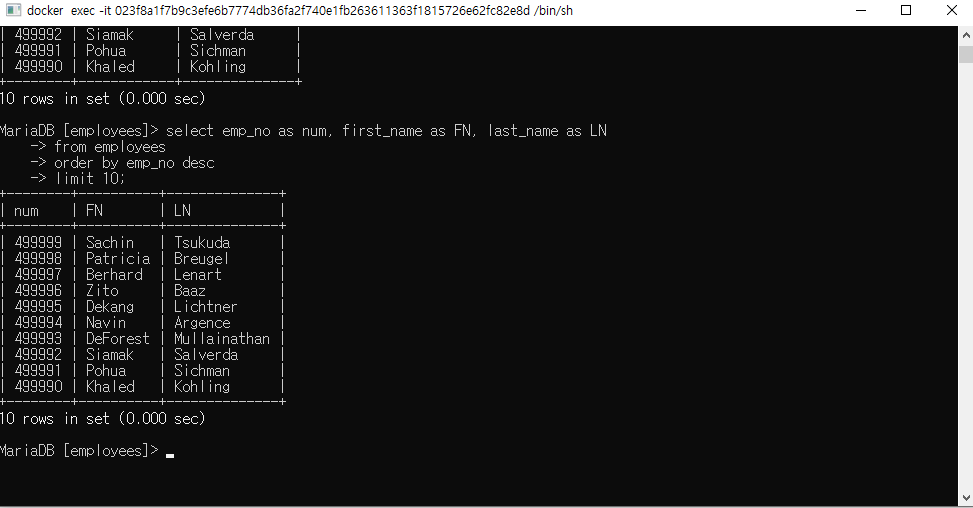 docker exec -it 023f8a1f7b9c3efe6b7774db36fa2f740e1fb263611363f1815726e62fc82e8d /bin/sh
| 499992 | Siamak     | Salverda     |
| 499991 | Pohua      | Sichman      |
| 499990 | Khaled     | Kohling      |
+--------+------------+--------------+
10 rows in set (0.000 sec)
MariaDB [employees]> select emp_no as num, first_name as FN, last_name as LN
    -> from employees
    -> order by emp_no desc
    -> limit 10;
+--------+----------+--------------+
| num    | FN       | LN           |
+--------+----------+--------------+
| 499999 | Sachin   | Tsukuda      |
| 499998 | Patricia | Breugel      |
| 499997 | Berhard  | Lenart       |
| 499996 | Zito     | Baaz         |
| 499995 | Dekang   | Lichtner     |
| 499994 | Navin    | Argence      |
| 499993 | DeForest | Mullainathan |
| 499992 | Siamak   | Salverda     |
| 499991 | Pohua    | Sichman      |
| 499990 | Khaled   | Kohling      |
+--------+----------+--------------+
10 rows in set (0.000 sec)
MariaDB [employees]>